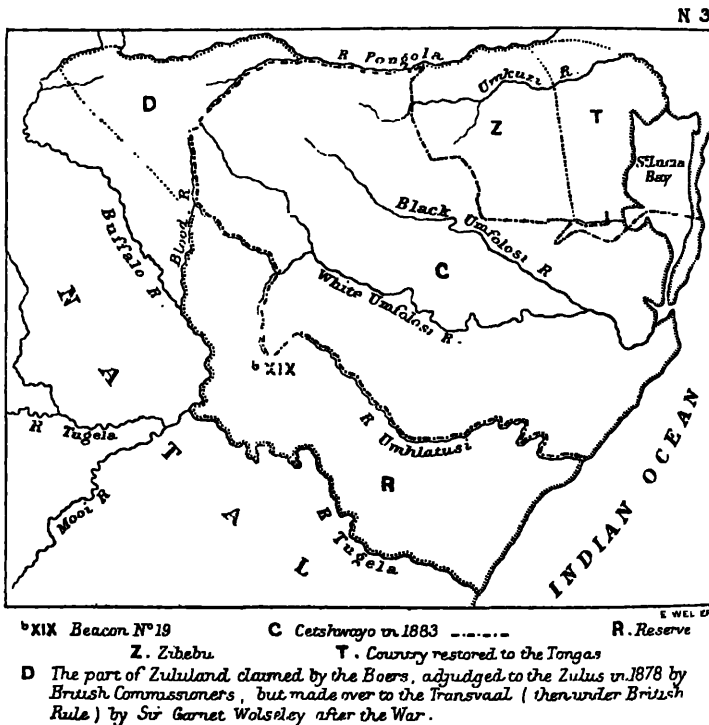 N 3
R Pongola
Umkuzi R
D
Z
T
St Lucia
Bay
Blood R
Buffalo R.
Black Umfolosi R
C
White Umfolosi R.
NATAL
b XIX
R Tugela
R Umhlatusi
Mooi R
R
R Tugela
INDIAN OCEAN
b XIX Beacon Nº 19
C Cetshwayo in 1883
R. Reserve
Z. Zibebu
T. Country restored to the Tongas
D The part of Zululand claimed by the Boers, adjudged to the Zulus in 1878 by
British Commissioners, but made over to the Transvaal (then under British
Rule) by Sir Garnet Wolseley after the War.